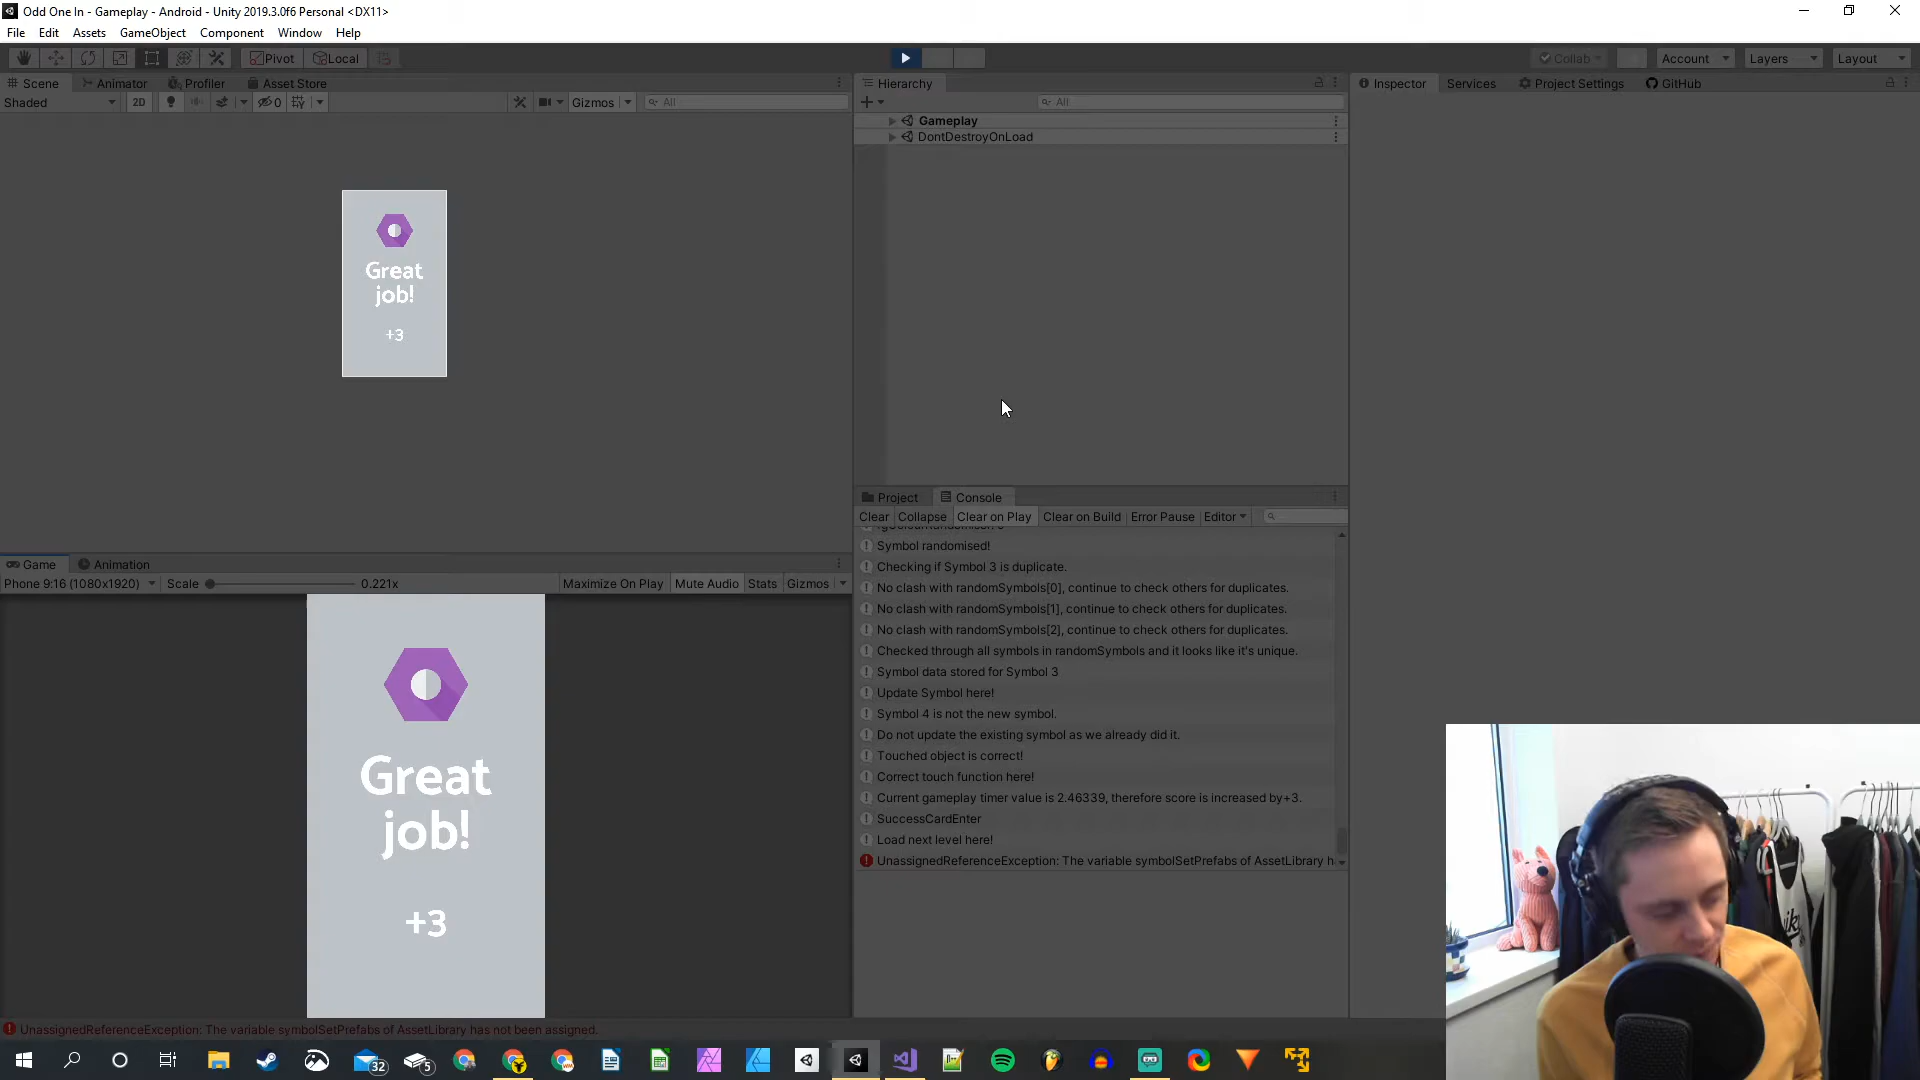 Odd One In - Gameplay - Android - Unity 2019.3.0f6 Personal <DX11>
File Edit Assets GameObject Component Window Help
Pivot Local Collab Account Layers Layout
Scene Animator Profiler Asset Store
Shaded 2D 0 Gizmos All
Great
job!
+3
Hierarchy
All
Gameplay
DontDestroyOnLoad
Inspector Services Project Settings GitHub
Game Animation
Phone 9:16 (1080x1920) Scale 0.221x Maximize On Play Mute Audio Stats Gizmos
Great
job!
+3
Project Console
Clear Collapse Clear on Play Clear on Build Error Pause Editor
Symbol randomised!
Checking if Symbol 3 is duplicate.
No clash with randomSymbols[0], continue to check others for duplicates.
No clash with randomSymbols[1], continue to check others for duplicates.
No clash with randomSymbols[2], continue to check others for duplicates.
Checked through all symbols in randomSymbols and it looks like it's unique.
Symbol data stored for Symbol 3
Update Symbol here!
Symbol 4 is not the new symbol.
Do not update the existing symbol as we already did it.
Touched object is correct!
Correct touch function here!
Current gameplay timer value is 2.46339, therefore score is increased by+3.
SuccessCardEnter
Load next level here!
UnassignedReferenceException: The variable symbolSetPrefabs of AssetLibrary h
UnassignedReferenceException: The variable symbolSetPrefabs of AssetLibrary has not been assigned.
32
5